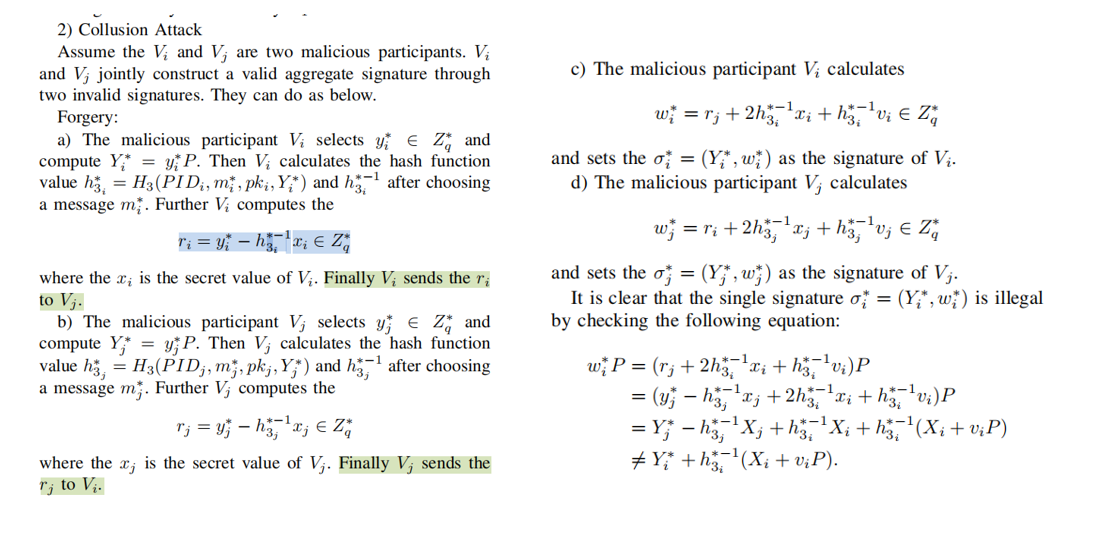 2) Collusion Attack
Assume the V_i and V_j are two malicious participants. V_i
and V_j jointly construct a valid aggregate signature through
two invalid signatures. They can do as below.
Forgery:
a) The malicious participant V_i selects y_i^* ∈ Z_q^* and
compute Y_i^* = y_i^*P. Then V_i calculates the hash function
value h_{3_i}^* = H_3(PID_i, m_i^*, pk_i, Y_i^*) and h_{3_i}^{*-1} after choosing
a message m_i^*. Further V_i computes the
r_i = y_i^* − h_{3_i}^{*-1}x_i ∈ Z_q^*
where the x_i is the secret value of V_i. Finally V_i sends the r_i
to V_j.
b) The malicious participant V_j selects y_j^* ∈ Z_q^* and
compute Y_j^* = y_j^*P. Then V_j calculates the hash function
value h_{3_j}^* = H_3(PID_j, m_j^*, pk_j, Y_j^*) and h_{3_j}^{*-1} after choosing
a message m_j^*. Further V_j computes the
r_j = y_j^* − h_{3_j}^{*-1}x_j ∈ Z_q^*
where the x_j is the secret value of V_j. Finally V_j sends the
r_j to V_i.
c) The malicious participant V_i calculates
w_i^* = r_j + 2h_{3_i}^{*-1}x_i + h_{3_i}^{*-1}v_i ∈ Z_q^*
and sets the σ_i^* = (Y_i^*, w_i^*) as the signature of V_i.
d) The malicious participant V_j calculates
w_j^* = r_i + 2h_{3_j}^{*-1}x_j + h_{3_j}^{*-1}v_j ∈ Z_q^*
and sets the σ_j^* = (Y_j^*, w_j^*) as the signature of V_j.
It is clear that the single signature σ_i^* = (Y_i^*, w_i^*) is illegal
by checking the following equation:
w_i^*P = (r_j + 2h_{3_i}^{*-1}x_i + h_{3_i}^{*-1}v_i)P
= (y_j^* − h_{3_j}^{*-1}x_j + 2h_{3_i}^{*-1}x_i + h_{3_i}^{*-1}v_i)P
= Y_j^* − h_{3_j}^{*-1}X_j + h_{3_i}^{*-1}X_i + h_{3_i}^{*-1}(X_i + v_iP)
≠ Y_i^* + h_{3_i}^{*-1}(X_i + v_iP).